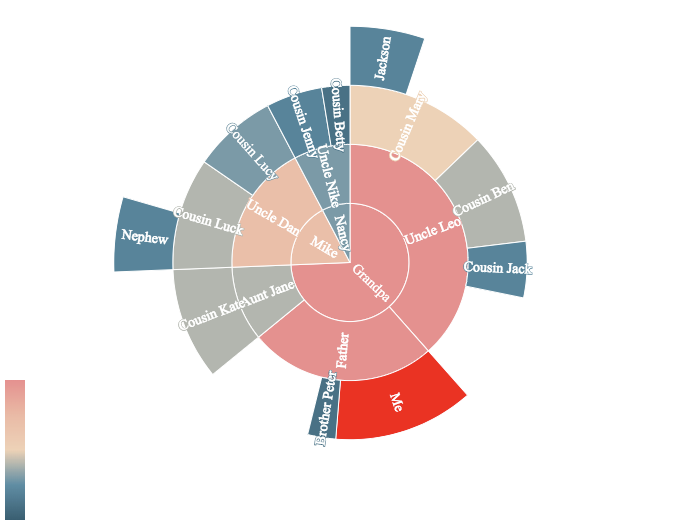 Jackson
Cousin Betty
Cousin Jenny
Cousin Mary
Cousin Lucy
Uncle Nike
Cousin Ben
Uncle Dan
Cousin Luck
Nancy
Uncle Leo
Nephew
Mike
Cousin Jack
Grandpa
Aunt Jane
Cousin Kate
Father
Me
Brother Peter